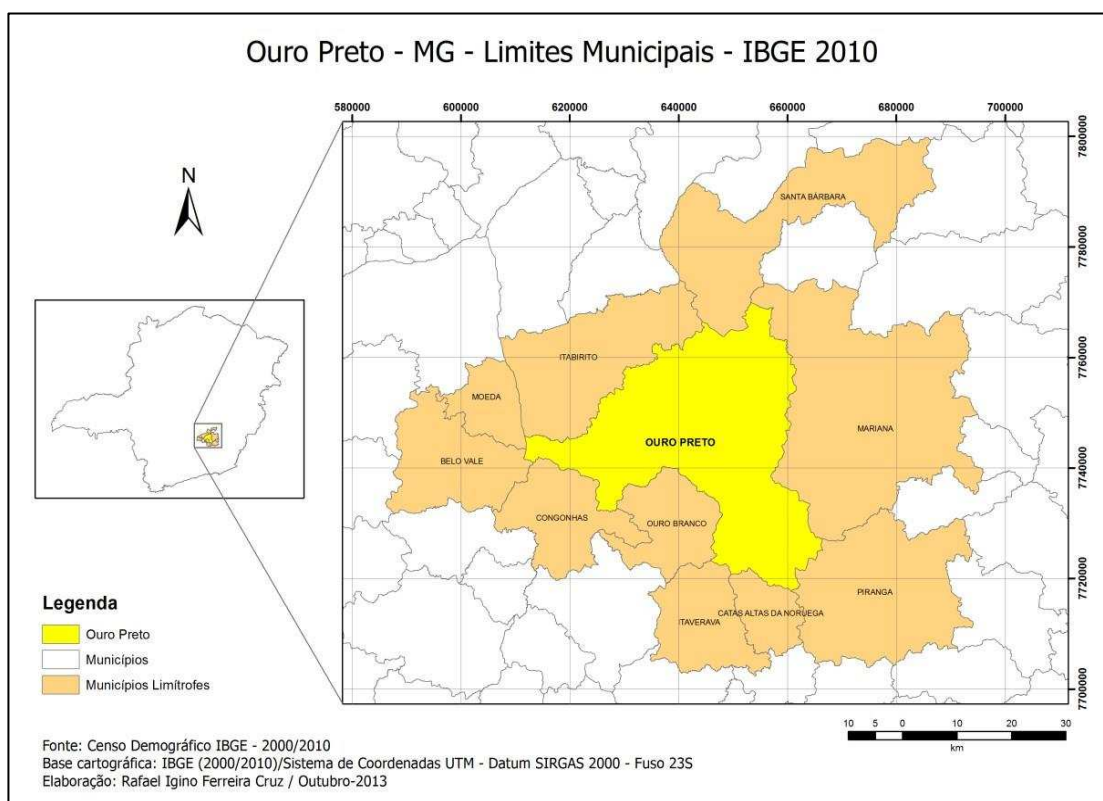 Ouro Preto - MG - Limites Municipais - IBGE 2010
580000 600000 620000 640000 660000 680000 700000
N
7800000
SANTA BÁRBARA
7780000
ITABIRITO
7760000
MOEDA
MARIANA
OURO PRETO
BELO VALE
7740000
CONGONHAS
OURO BRANCO
7720000
PIRANGA
CATAS ALTAS DA NORUEGA
ITAVERAVA
7700000
Legenda
Ouro Preto
Municípios
Municípios Limítrofes
10 5 0 10 20 30
km
Fonte: Censo Demográfico IBGE - 2000/2010
Base cartográfica: IBGE (2000/2010)/Sistema de Coordenadas UTM - Datum SIRGAS 2000 - Fuso 23S
Elaboração: Rafael Igino Ferreira Cruz / Outubro-2013